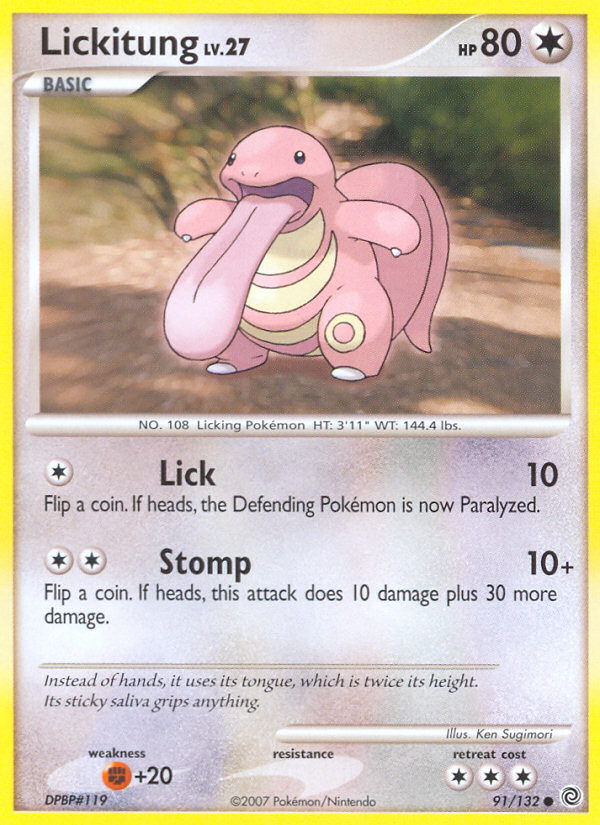 Lickitung LV.27 HP 80
BASIC
NO. 108 Licking Pokémon HT: 3'11" WT: 144.4 lbs.
Lick 10
Flip a coin. If heads, the Defending Pokémon is now Paralyzed.
Stomp 10+
Flip a coin. If heads, this attack does 10 damage plus 30 more
damage.
Instead of hands, it uses its tongue, which is twice its height.
Its sticky saliva grips anything.
Illus. Ken Sugimori
weakness resistance retreat cost
+20
DPBP#119 ©2007 Pokémon/Nintendo 91/132